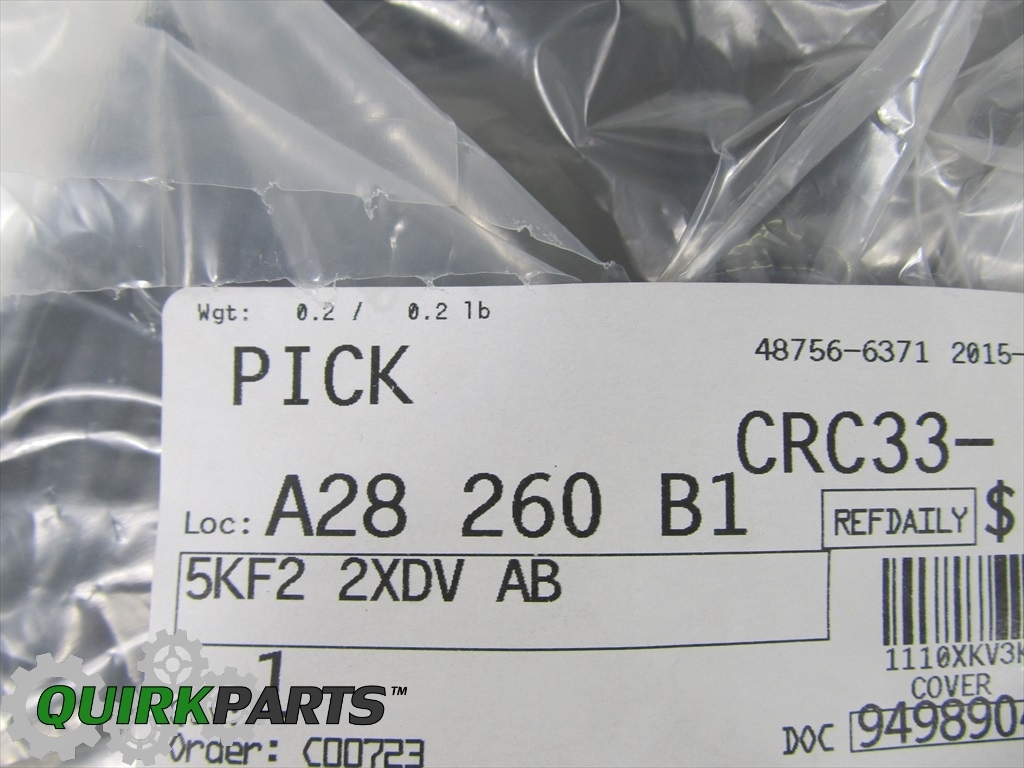 Wgt: 0.2 / 0.2 lb
PICK
48756-6371 2015-
CRC33-
Loc: A28 260 B1
REFDAILY $
5KF2 2XDV AB
1110XKV3K
COVER
1
QUIRKPARTS™
DOC 949890
Order: C00723